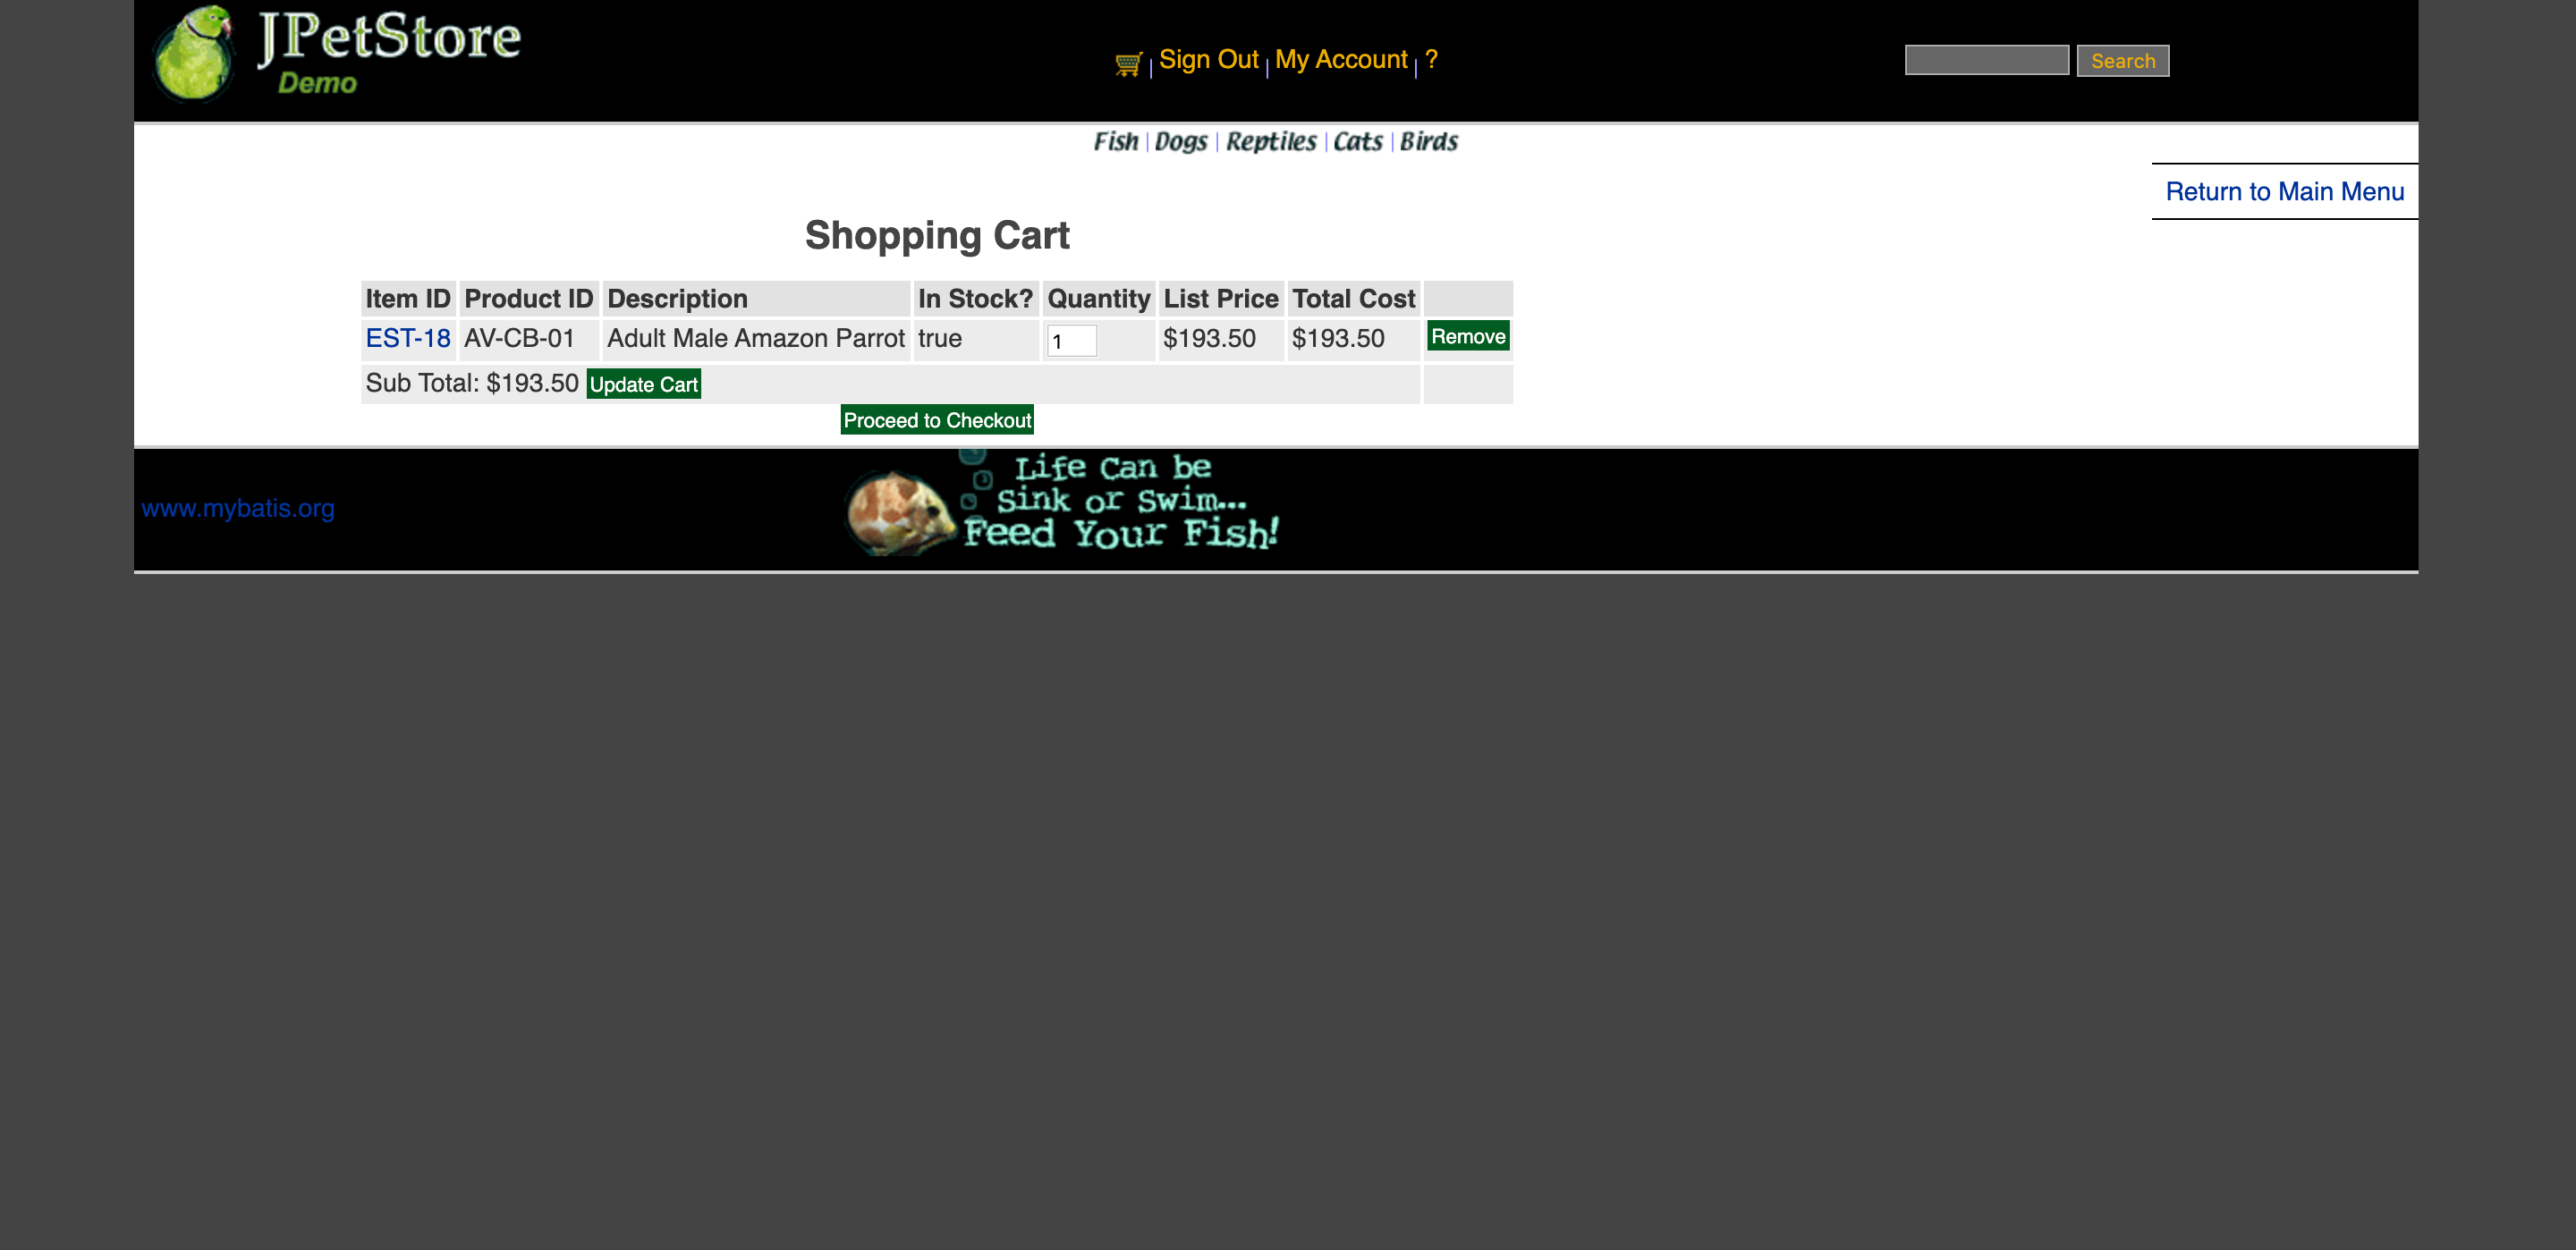 JPetStore
Demo
| Sign Out | My Account | ?
Search
Fish | Dogs | Reptiles | Cats | Birds
Return to Main Menu
Shopping Cart
Item ID Product ID Description In Stock? Quantity List Price Total Cost
EST-18 AV-CB-01 Adult Male Amazon Parrot true 1 $193.50 $193.50 Remove
Sub Total: $193.50 Update Cart
Proceed to Checkout
www.mybatis.org
Life Can be
Sink or Swim...
Feed Your Fish!